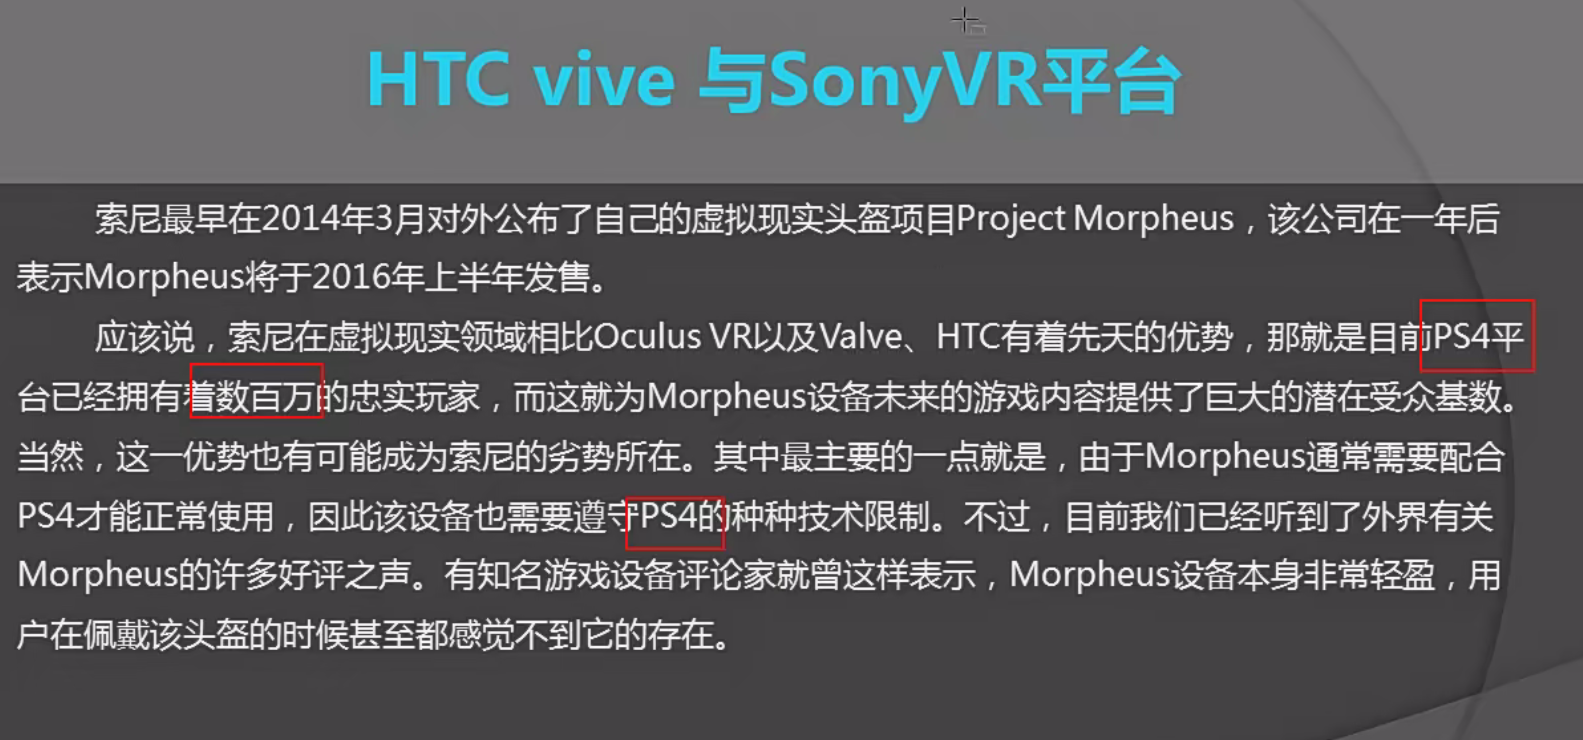 HTC vive 与SonyVR平台
索尼最早在2014年3月对外公布了自己的虚拟现实头盔项目Project Morpheus，该公司在一年后
表示Morpheus将于2016年上半年发售。
应该说，索尼在虚拟现实领域相比Oculus VR以及Valve、HTC有着先天的优势，那就是目前PS4平
台已经拥有着数百万的忠实玩家，而这就为Morpheus设备未来的游戏内容提供了巨大的潜在受众基数。
当然，这一优势也有可能成为索尼的劣势所在。其中最主要的一点就是，由于Morpheus通常需要配合
PS4才能正常使用，因此该设备也需要遵守PS4的种种技术限制。不过，目前我们已经听到了外界有关
Morpheus的许多好评之声。有知名游戏设备评论家就曾这样表示，Morpheus设备本身非常轻盈，用
户在佩戴该头盔的时候甚至都感觉不到它的存在。